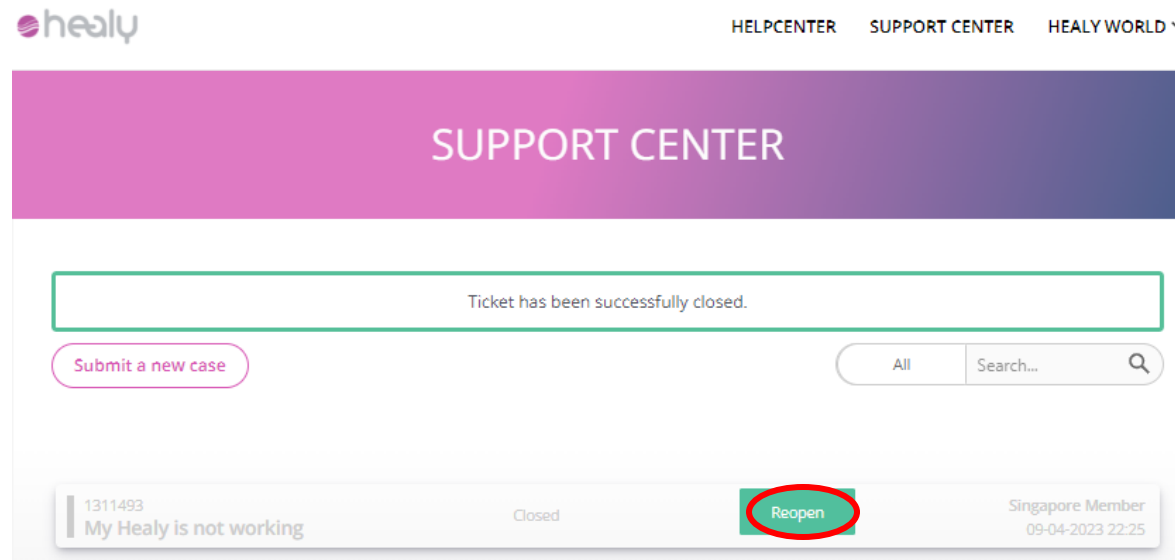 healy
HELPCENTER SUPPORT CENTER HEALY WORLD
SUPPORT CENTER
Ticket has been successfully closed.
Submit a new case All Search...
1311493
My Healy is not working Closed Reopen Singapore Member
09-04-2023 22:25